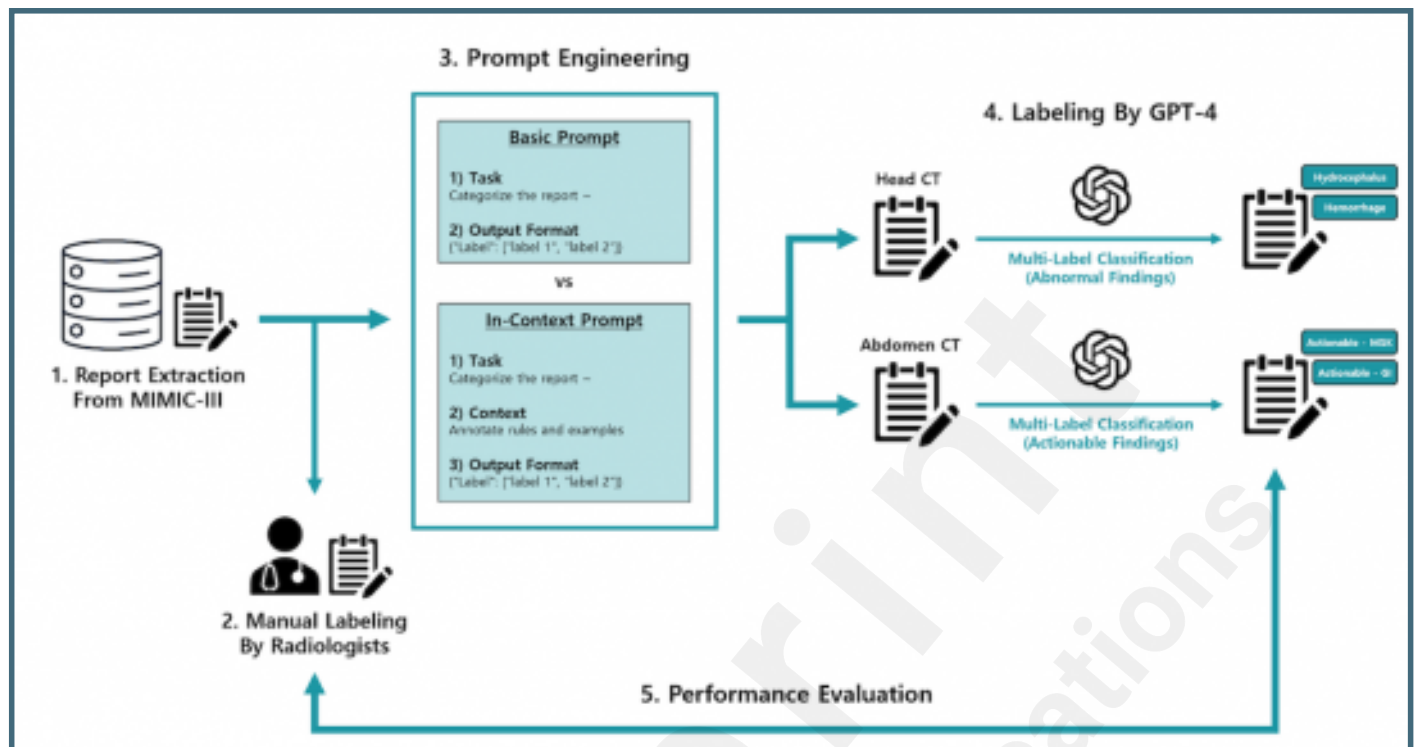 3. Prompt Engineering
4. Labeling By GPT-4
Basic Prompt
1) Task
Categorize the report ~
2) Output Format
{"Label": ["label 1", "label 2"]}
vs
In-Context Prompt
1) Task
Categorize the report ~
2) Context
Annotate rules and examples
3) Output Format
{"Label": ["label 1", "label 2"]}
1. Report Extraction
From MIMIC-III
2. Manual Labeling
By Radiologists
Head CT
Multi-Label Classification
(Abnormal Findings)
Hydrocephalus
Hemorrhage
Abdomen CT
Multi-Label Classification
(Actionable Findings)
Actionable - MSK
Actionable - GI
5. Performance Evaluation
rint
ations